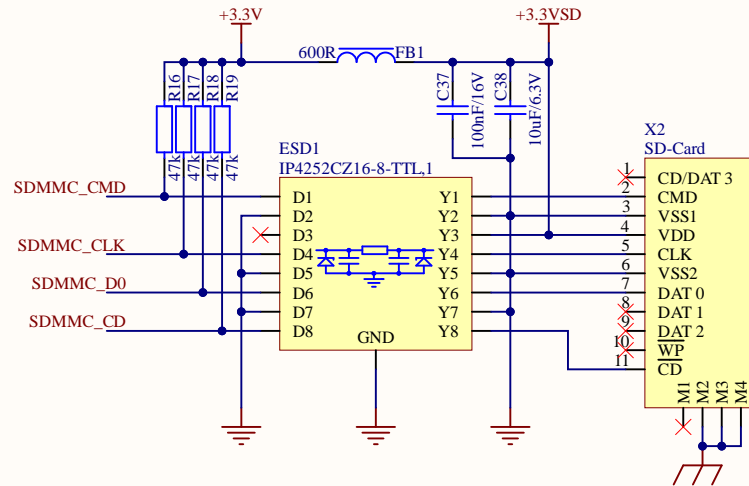 +3.3V
+3.3VSD
600R
FB1
R16
R17
R18
R19
47k
47k
47k
47k
C37
100nF/16V
C38
10uF/6.3V
ESD1
IP4252CZ16-8-TTL,1
X2
SD-Card
SDMMC_CMD
SDMMC_CLK
SDMMC_D0
SDMMC_CD
D1
D2
D3
D4
D5
D6
D7
D8
Y1
Y2
Y3
Y4
Y5
Y6
Y7
Y8
GND
1 CD/DAT 3
2 CMD
3 VSS1
4 VDD
5 CLK
6 VSS2
7 DAT 0
8 DAT 1
9 DAT 2
10 WP
11 CD
M1
M2
M3
M4